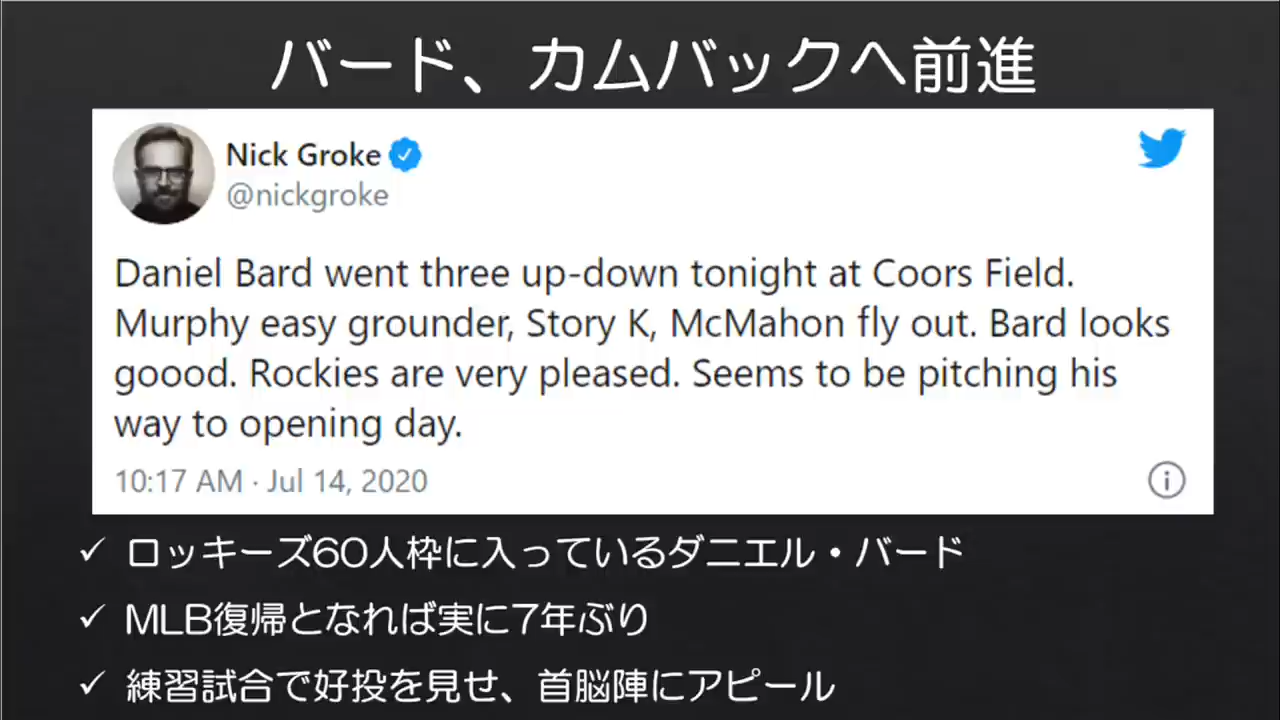 バード、カムバックへ前進
Nick Groke
@nickgroke
Daniel Bard went three up-down tonight at Coors Field.
Murphy easy grounder, Story K, McMahon fly out. Bard looks
goood. Rockies are very pleased. Seems to be pitching his
way to opening day.
10:17 AM · Jul 14, 2020
✓ ロッキーズ60人枠に入っているダニエル・バード
✓ MLB復帰となれば実に7年ぶり
✓ 練習試合で好投を見せ、首脳陣にアピール